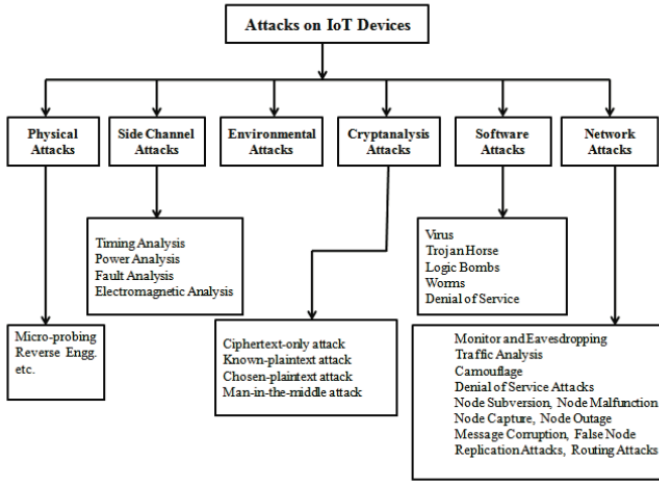 Attacks on IoT Devices
Physical
Attacks
Side Channel
Attacks
Environmental
Attacks
Cryptanalysis
Attacks
Software
Attacks
Network
Attacks
Micro-probing
Reverse Engg.
etc.
Timing Analysis
Power Analysis
Fault Analysis
Electromagnetic Analysis
Ciphertext-only attack
Known-plaintext attack
Chosen-plaintext attack
Man-in-the-middle attack
Virus
Trojan Horse
Logic Bombs
Worms
Denial of Service
Monitor and Eavesdropping
Traffic Analysis
Camouflage
Denial of Service Attacks
Node Subversion, Node Malfunction
Node Capture, Node Outage
Message Corruption, False Node
Replication Attacks, Routing Attacks